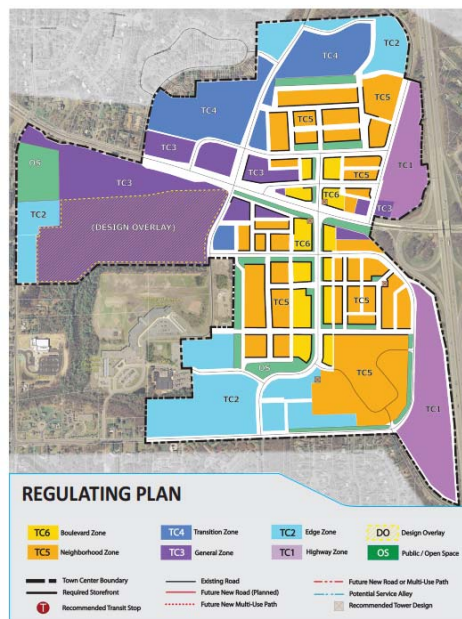 TC4
TC2
TC4
TC5
TC5
TC1
TC3
TC3
TC5
OS
TC3
TC6
TC3
TC2
(DESIGN OVERLAY)
TC6
TC5
TC5
OS
TC5
TC2
TC1
REGULATING PLAN
TC6 Boulevard Zone TC4 Transition Zone TC2 Edge Zone DO Design Overlay
TC5 Neighborhood Zone TC3 General Zone TC1 Highway Zone OS Public / Open Space
Town Center Boundary Existing Road Future New Road or Multi-Use Path
Required Storefront Future New Road (Planned) Potential Service Alley
T Recommended Transit Stop Future New Multi-Use Path Recommended Tower Design